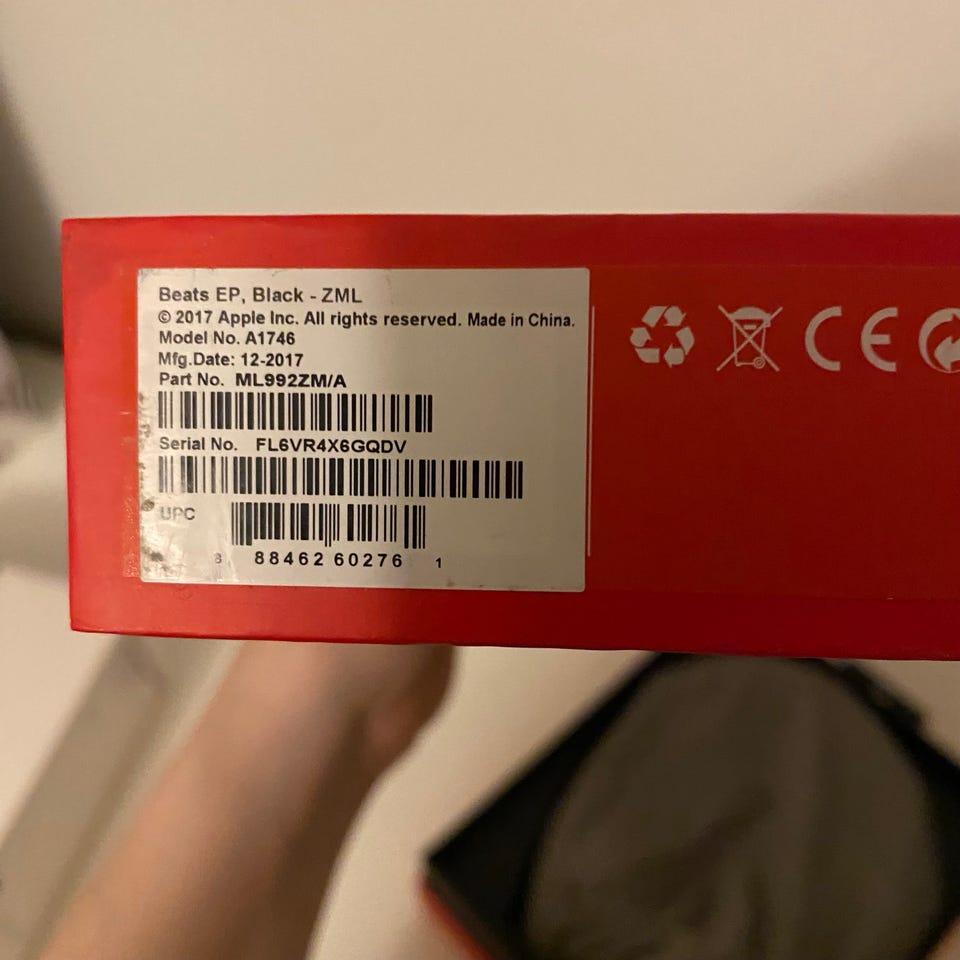 Beats EP, Black - ZML
© 2017 Apple Inc. All rights reserved. Made in China.
Model No. A1746
Mfg.Date: 12-2017
Part No. ML992ZM/A
Serial No. FL6VR4X6GQDV
UPC
8 88462 60276 1
CE